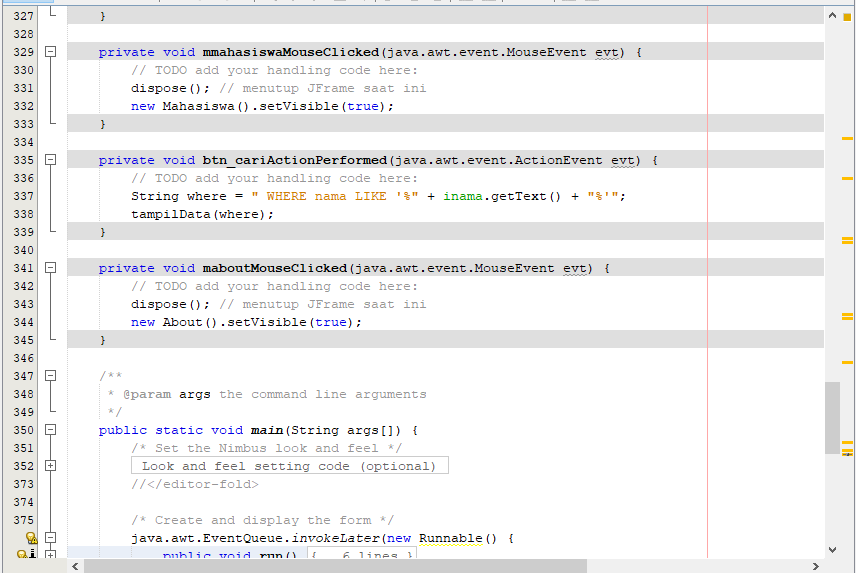 327 }
328
329 private void mmahasiswaMouseClicked(java.awt.event.MouseEvent evt) {
330 // TODO add your handling code here:
331 dispose(); // menutup JFrame saat ini
332 new Mahasiswa().setVisible(true);
333 }
334
335 private void btn_cariActionPerformed(java.awt.event.ActionEvent evt) {
336 // TODO add your handling code here:
337 String where = " WHERE nama LIKE '%" + inama.getText() + "%'";
338 tampilData(where);
339 }
340
341 private void maboutMouseClicked(java.awt.event.MouseEvent evt) {
342 // TODO add your handling code here:
343 dispose(); // menutup JFrame saat ini
344 new About().setVisible(true);
345 }
346
347 /**
348 * @param args the command line arguments
349 */
350 public static void main(String args[]) {
351 /* Set the Nimbus look and feel */
352 Look and feel setting code (optional)
373 //</editor-fold>
374
375 /* Create and display the form */
java.awt.EventQueue.invokeLater(new Runnable() {
public void run() { 6 lines }